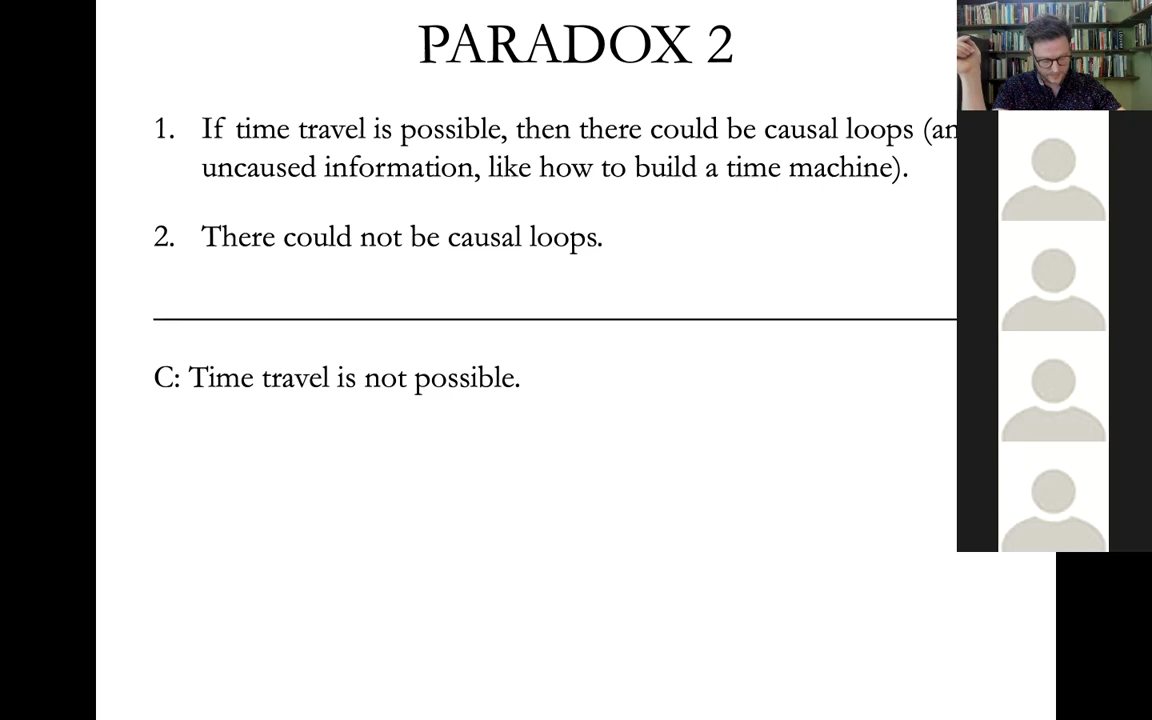 PARADOX 2
1. If time travel is possible, then there could be causal loops
uncaused information, like how to build a time machine).
2. There could not be causal loops.
C: Time travel is not possible.